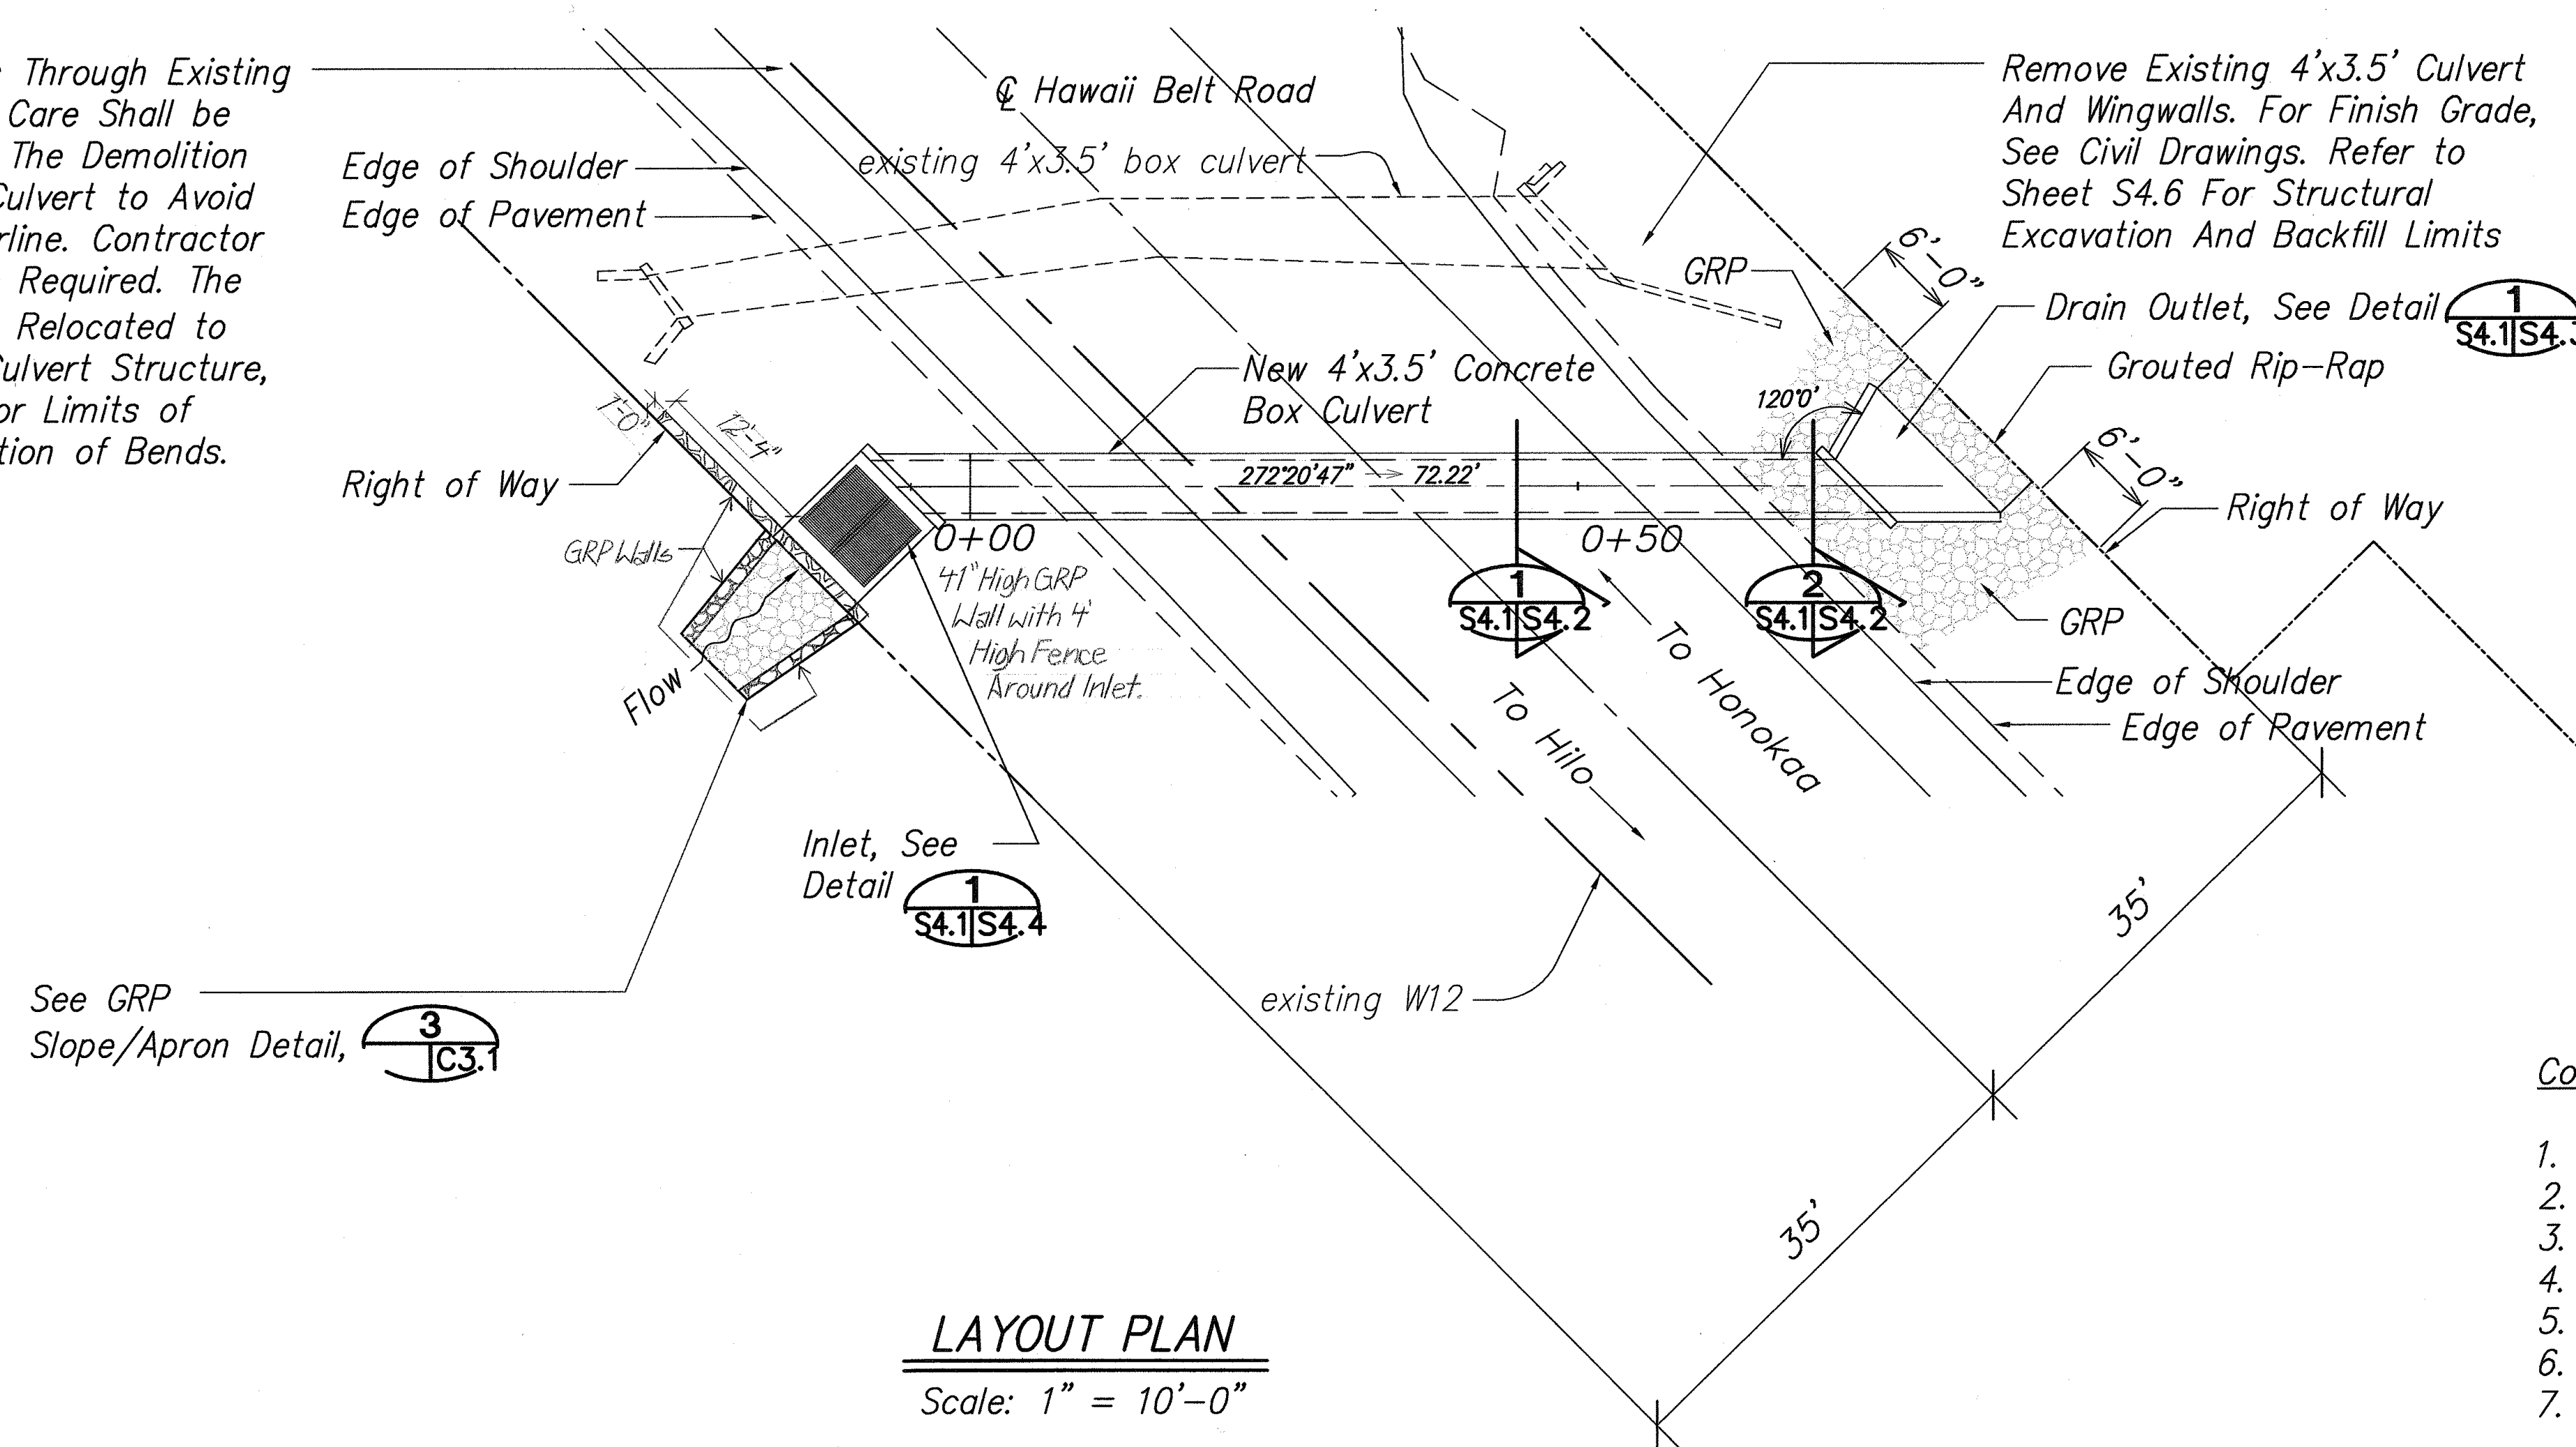 Through Existing
Care Shall be
The Demolition
Culvert to Avoid
rline. Contractor
Required. The
Relocated to
Culvert Structure,
or Limits of
tion of Bends.
Edge of Shoulder
Edge of Pavement
Right of Way
℄ Hawaii Belt Road
existing 4'x3.5' box culvert
Remove Existing 4'x3.5' Culvert
And Wingwalls. For Finish Grade,
See Civil Drawings. Refer to
Sheet S4.6 For Structural
Excavation And Backfill Limits
GRP
6'-0"
Drain Outlet, See Detail
1
S4.1 S4.3
Grouted Rip-Rap
New 4'x3.5' Concrete
Box Culvert
120°0'
6'-0"
Right of Way
1'-0"
12'-4"
272°20'47" → 72.22'
0+00
0+50
GRP Walls
41" High GRP
Wall with 4'
High Fence
Around Inlet.
Flow
1
S4.1 S4.2
2
S4.1 S4.2
GRP
To Honokaa
To Hilo
Edge of Shoulder
Edge of Pavement
Inlet, See
Detail
1
S4.1 S4.4
35'
35'
existing W12
See GRP
Slope/Apron Detail,
3
C3.1
LAYOUT PLAN
Scale: 1" = 10'-0"
Co
1.
2.
3.
4.
5.
6.
7.